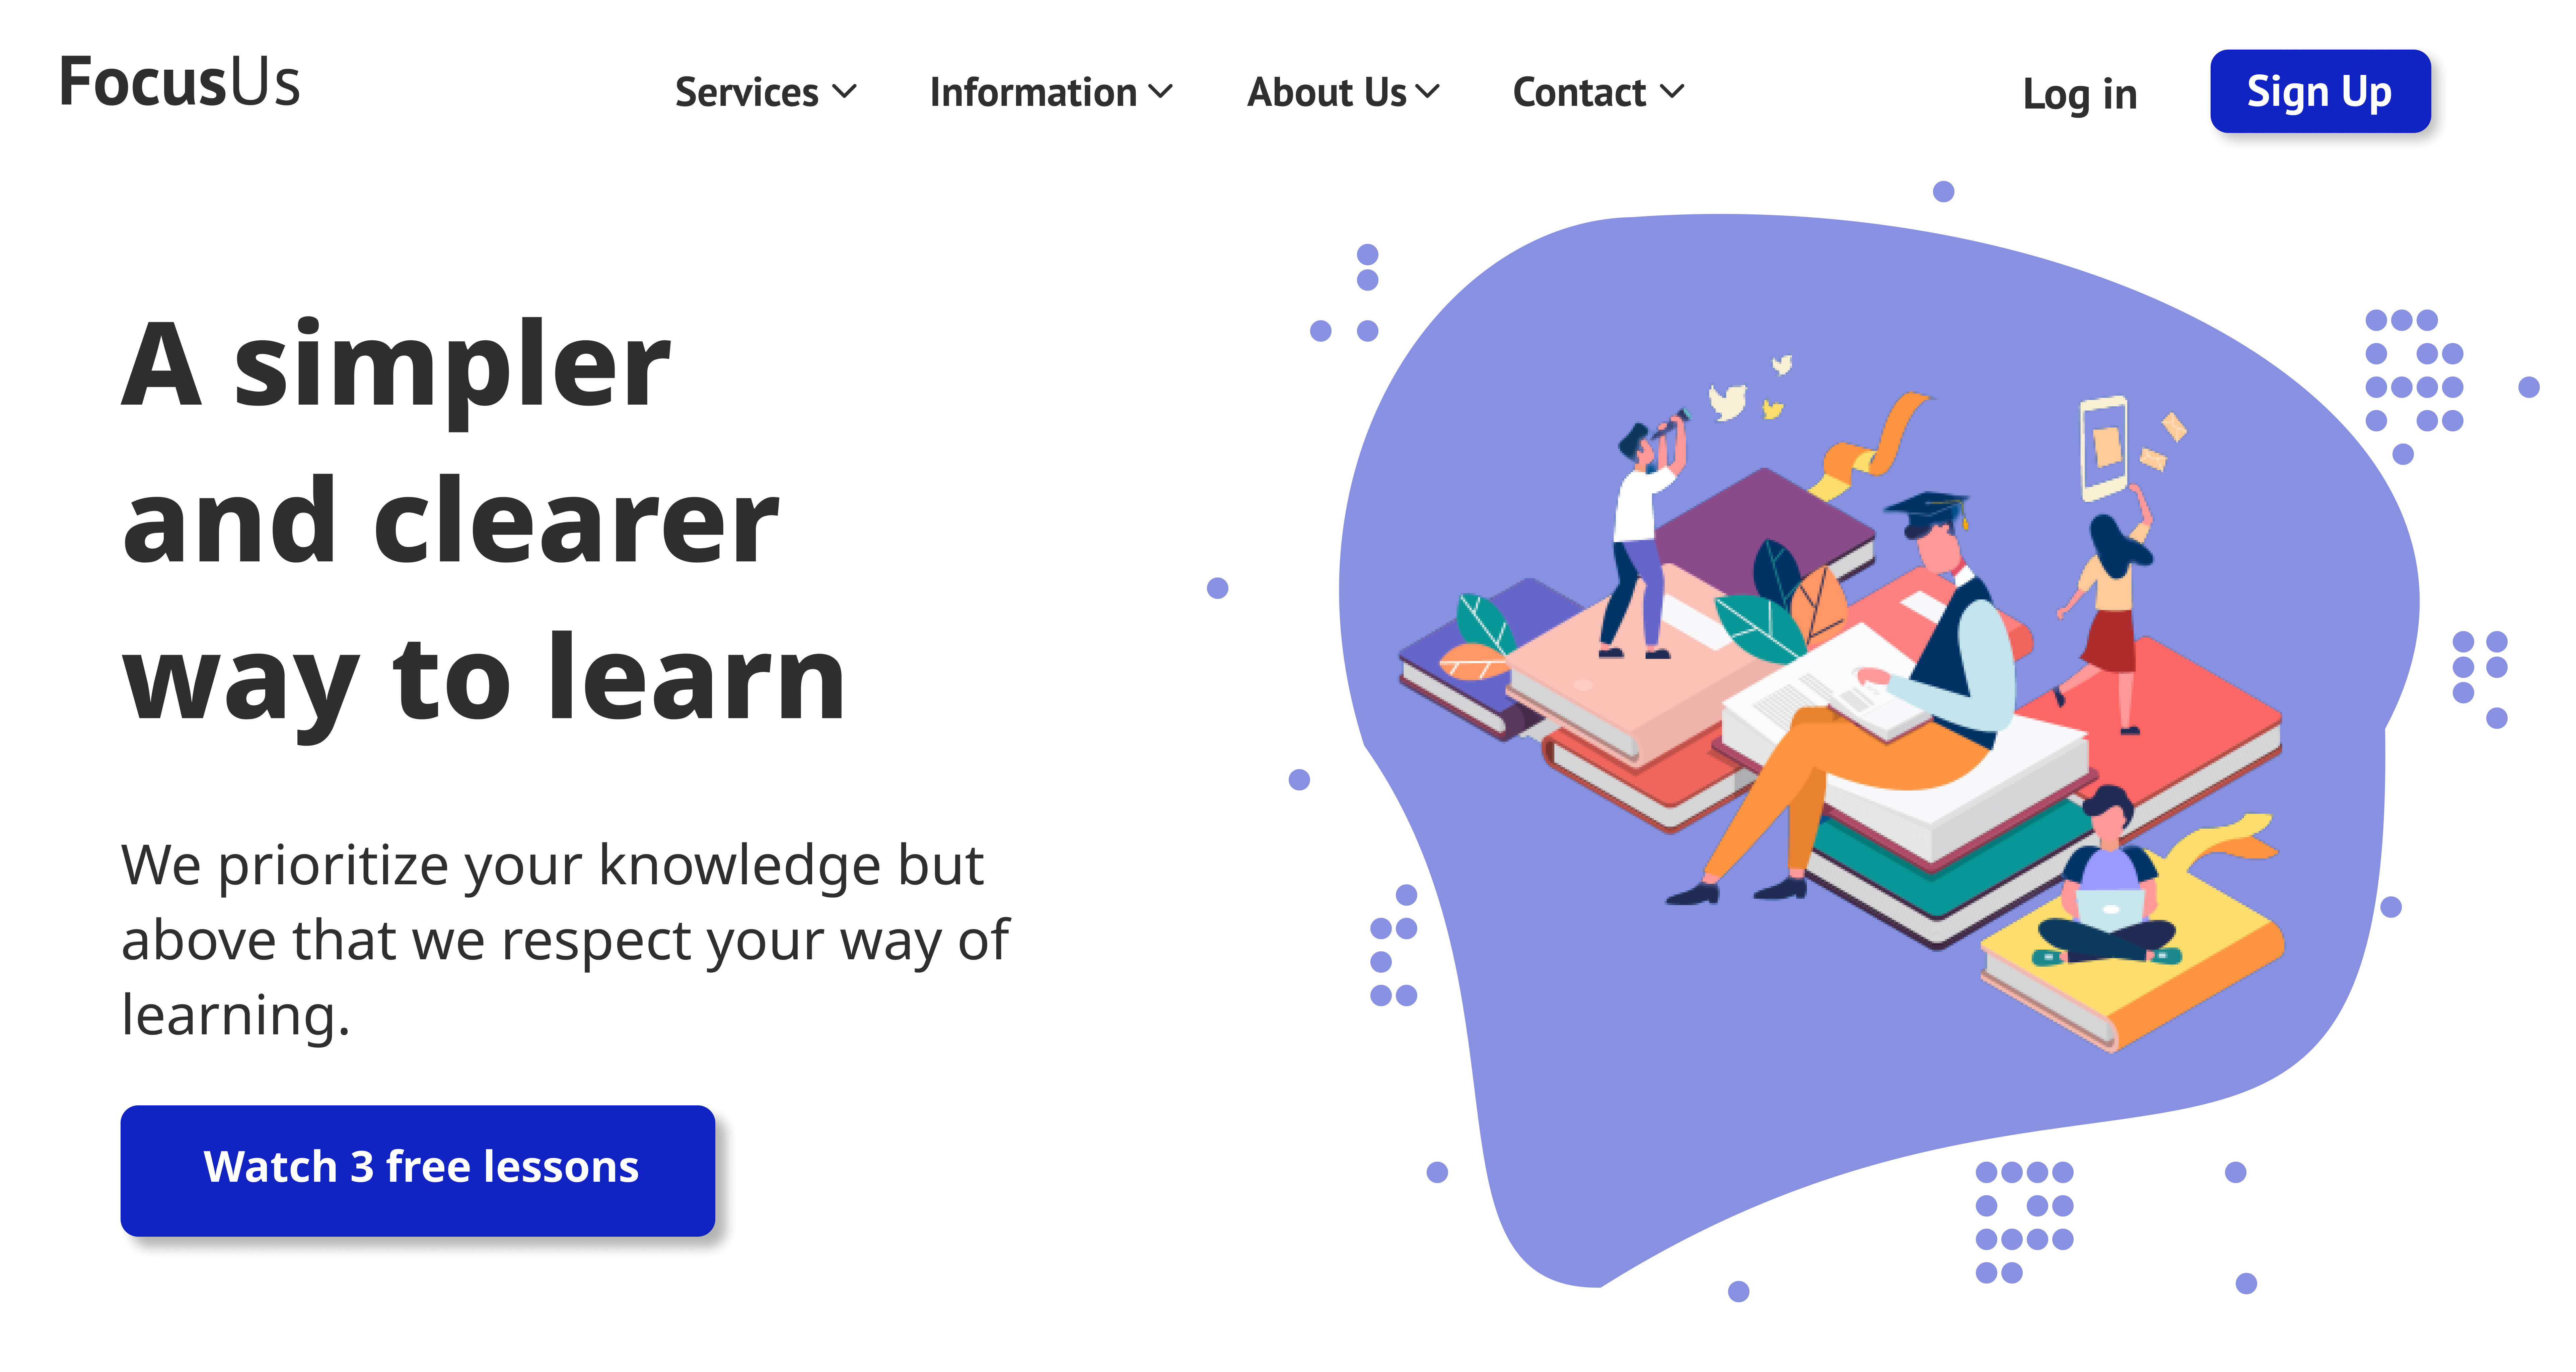 FocusUs
Services
Information
About Us
Contact
Log in
Sign Up
A simpler
and clearer
way to learn
We prioritize your knowledge but
above that we respect your way of
learning.
Watch 3 free lessons